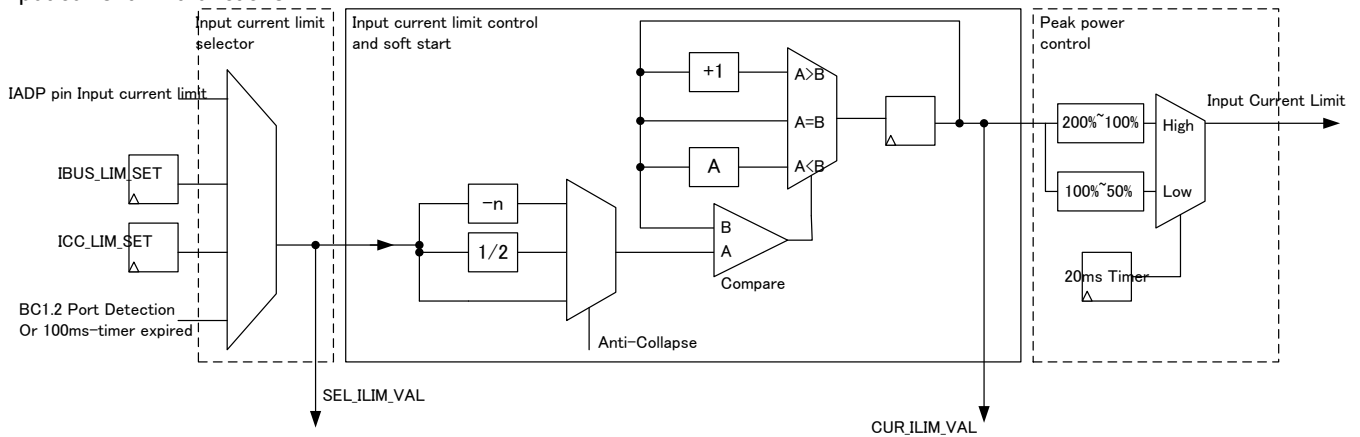 Input current limit
selector
Input current limit control
and soft start
Peak power
control
IADP pin Input current limit
IBUS_LIM_SET
ICC_LIM_SET
BC1.2 Port Detection
Or 100ms-timer expired
SEL_ILIM_VAL
-n
1/2
Anti-Collapse
+1
A
A>B
A=B
A<B
B
A
Compare
CUR_ILIM_VAL
200%~100%
100%~50%
High
Low
20ms Timer
Input Current Limit